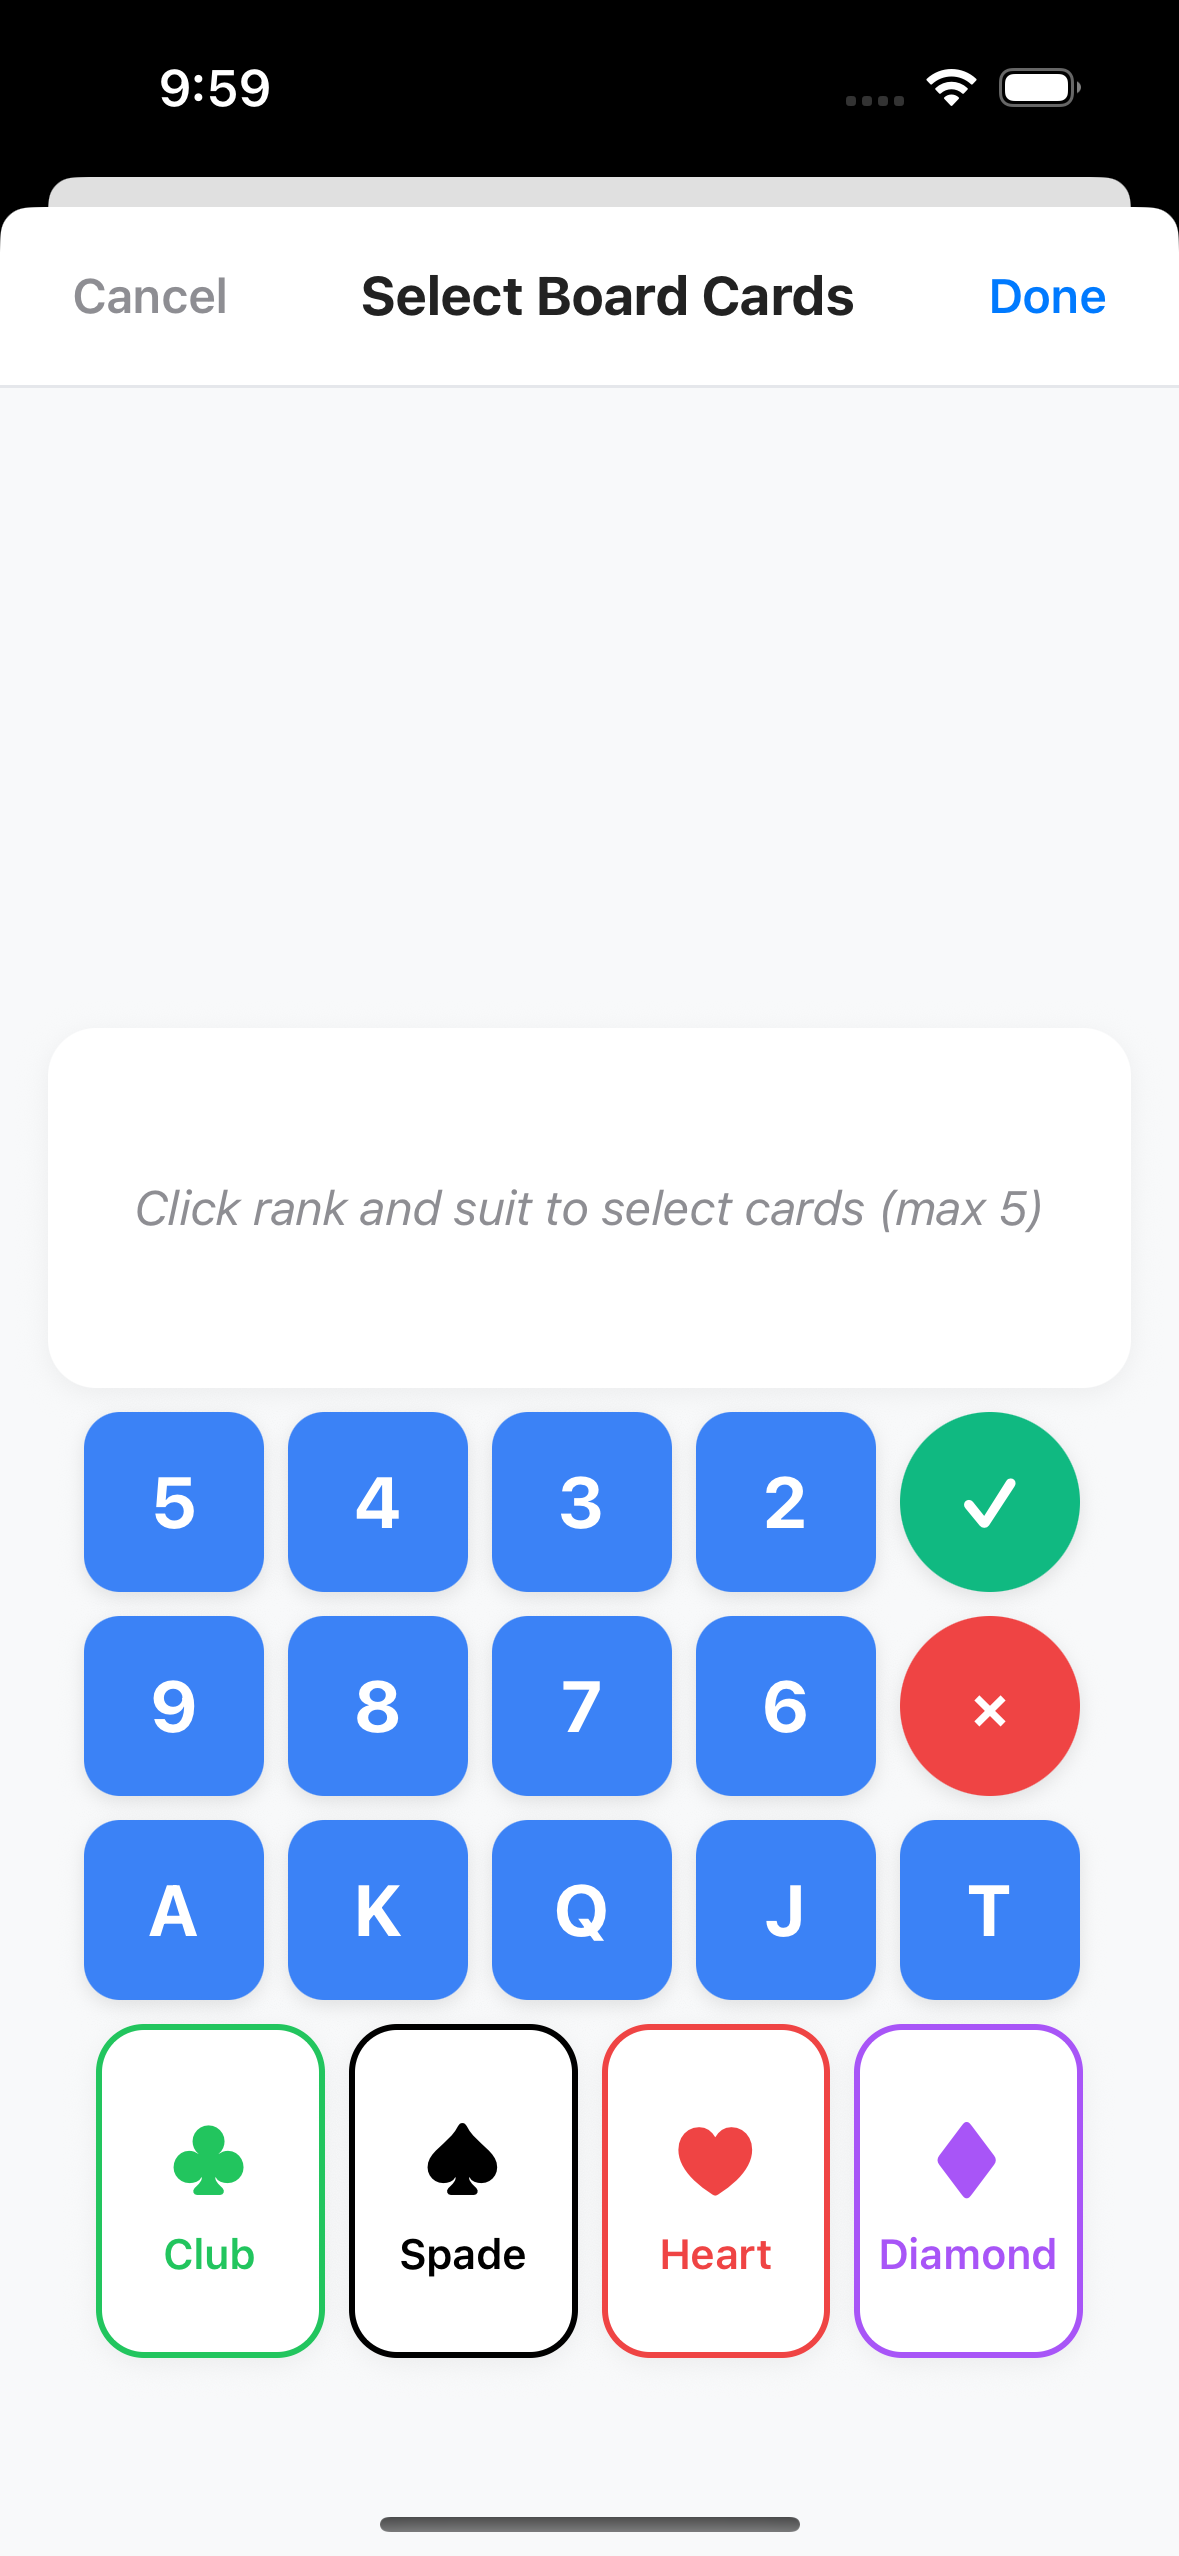 9:59
Cancel Select Board Cards Done
Click rank and suit to select cards (max 5)
5 4 3 2 ✓
9 8 7 6 ×
A K Q J T
Club Spade Heart Diamond